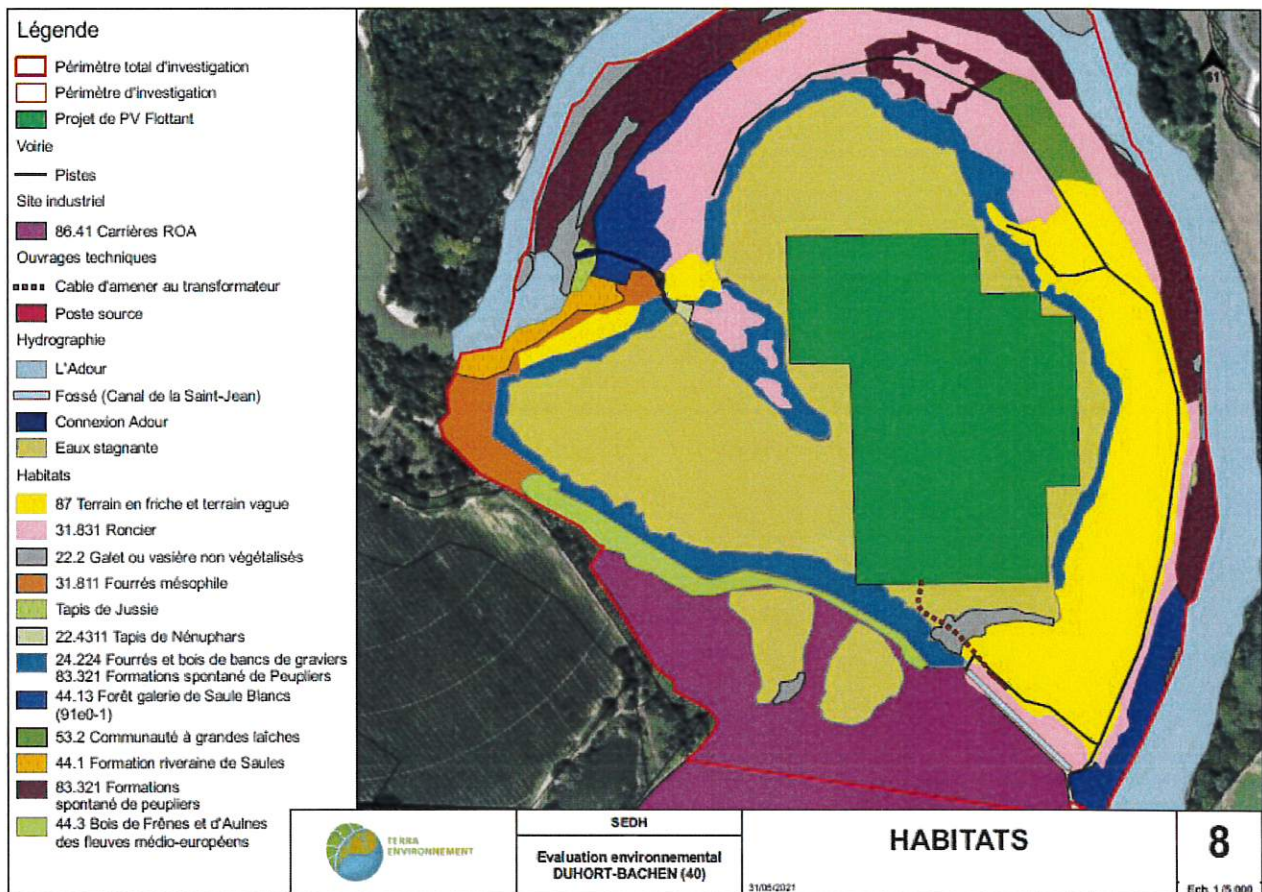 Légende
Périmètre total d'investigation
Périmètre d'investigation
Projet de PV Flottant
Voirie
Pistes
Site industriel
86.41 Carrières ROA
Ouvrages techniques
Cable d'amener au transformateur
Poste source
Hydrographie
L'Adour
Fossé (Canal de la Saint-Jean)
Connexion Adour
Eaux stagnante
Habitats
87 Terrain en friche et terrain vague
31.831 Roncier
22.2 Galet ou vasière non végétalisés
31.811 Fourrés mésophile
Tapis de Jussie
22.4311 Tapis de Nénuphars
24.224 Fourrés et bois de bancs de graviers
83.321 Formations spontané de Peupliers
44.13 Forêt galerie de Saule Blancs
(91e0-1)
53.2 Communauté à grandes laîches
44.1 Formation riveraine de Saules
83.321 Formations
spontané de peupliers
44.3 Bois de Frênes et d'Aulnes
des fleuves médio-européens
TERRA
ENVIRONNEMENT
SEDH
Evaluation environnemental
DUHORT-BACHEN (40)
31/05/2021
HABITATS
8
Ech. 1/5 000